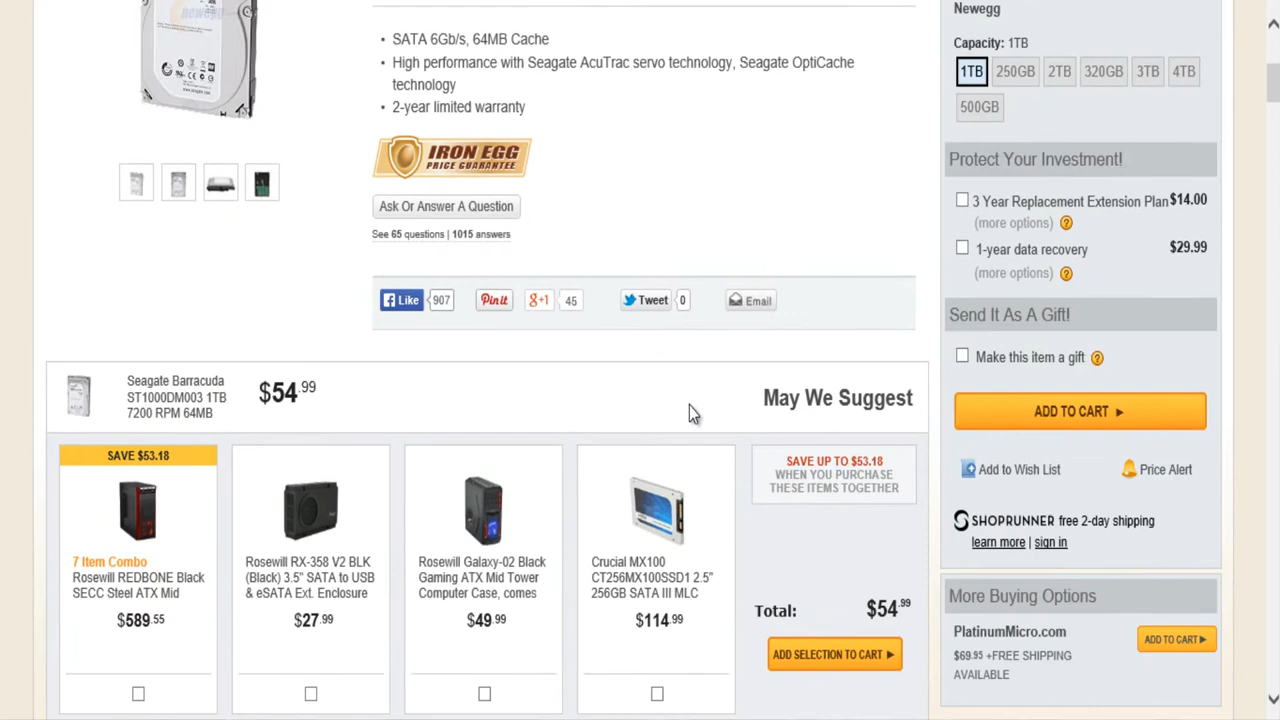 newegg
• SATA 6Gb/s, 64MB Cache
• High performance with Seagate AcuTrac servo technology, Seagate OptiCache
technology
• 2-year limited warranty
IRON EGG
PRICE GUARANTEE
Ask Or Answer A Question
See 65 questions | 1015 answers
Like 907 Pin it g+1 45 Tweet 0 Email
Newegg
Capacity: 1TB
1TB 250GB 2TB 320GB 3TB 4TB
500GB
Protect Your Investment!
3 Year Replacement Extension Plan $14.00
(more options) ?
1-year data recovery $29.99
(more options) ?
Send It As A Gift!
Make this item a gift ?
ADD TO CART ▶
Add to Wish List Price Alert
SHOPRUNNER free 2-day shipping
learn more | sign in
More Buying Options
PlatinumMicro.com
$69.95 +FREE SHIPPING
AVAILABLE
ADD TO CART ▶
Seagate Barracuda
ST1000DM003 1TB
7200 RPM 64MB
$54.99
May We Suggest
SAVE $53.18
7 Item Combo
Rosewill REDBONE Black
SECC Steel ATX Mid
$589.55
Rosewill RX-358 V2 BLK
(Black) 3.5" SATA to USB
& eSATA Ext. Enclosure
$27.99
Rosewill Galaxy-02 Black
Gaming ATX Mid Tower
Computer Case, comes
$49.99
Crucial MX100
CT256MX100SSD1 2.5"
256GB SATA III MLC
$114.99
SAVE UP TO $53.18
WHEN YOU PURCHASE
THESE ITEMS TOGETHER
Total: $54.99
ADD SELECTION TO CART ▶